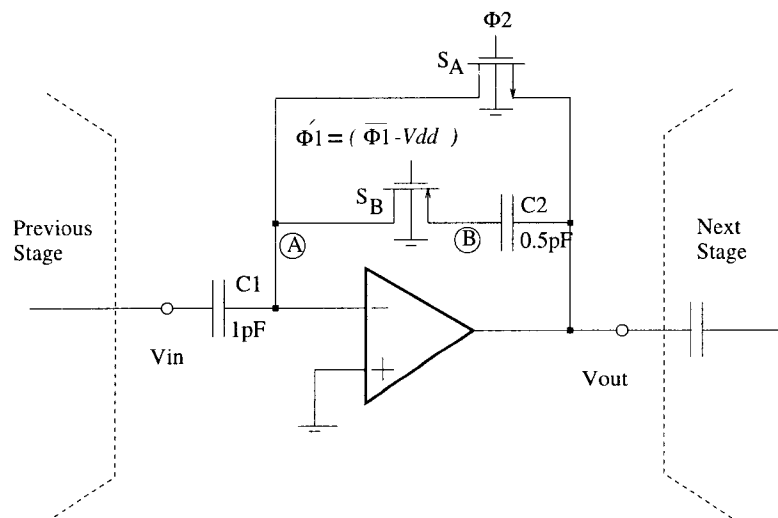 Φ2
S_A
Φ́1 = ( Φ̅1̅ -Vdd )
S_B
C2
B
0.5pF
Previous
Stage
Next
Stage
A
C1
1pF
−
+
Vin
Vout